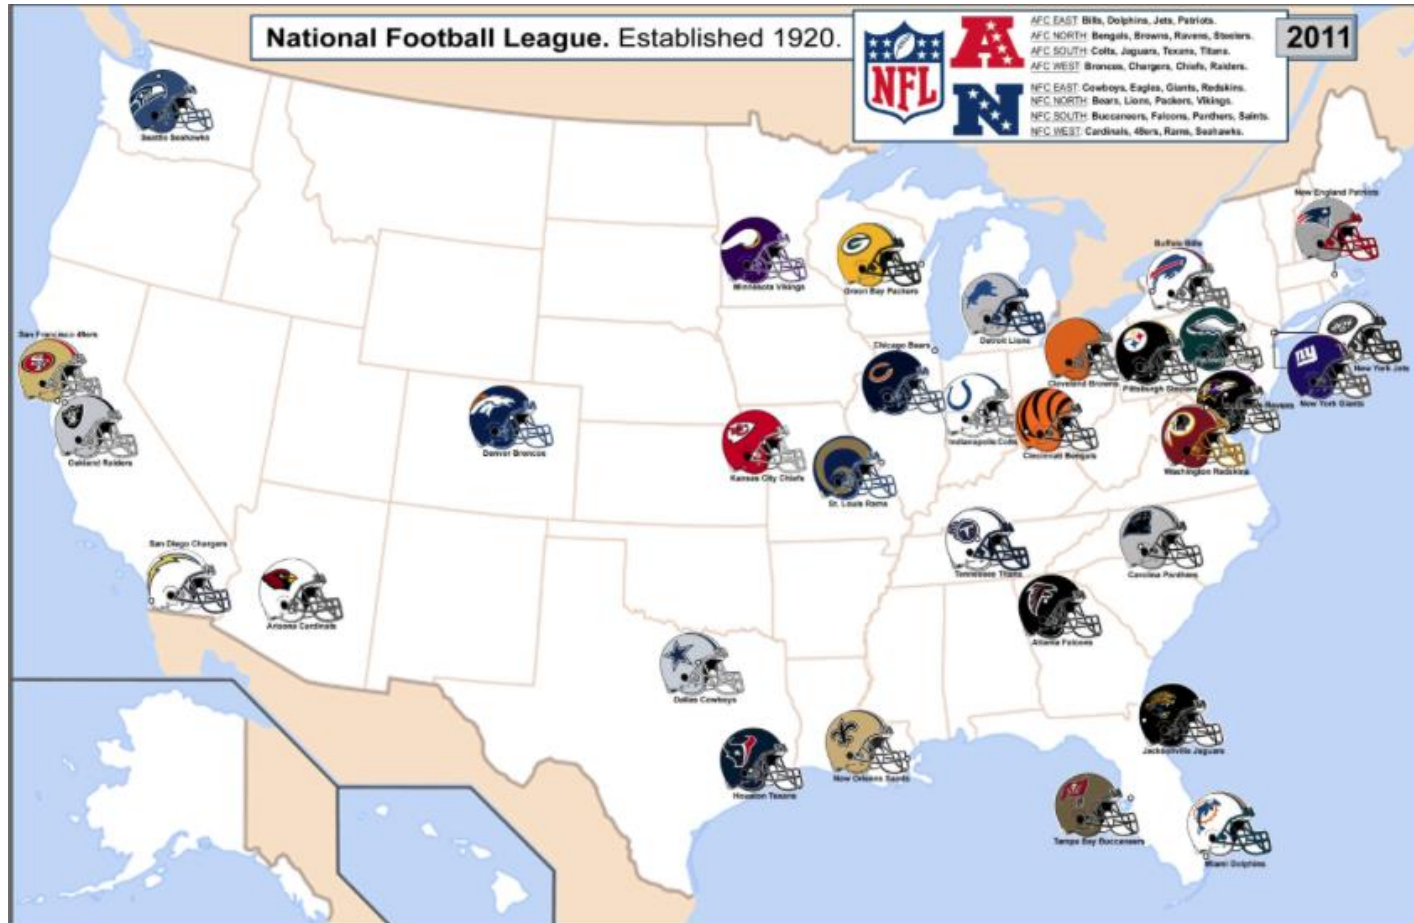 National Football League. Established 1920.
NFL
AFC EAST: Bills, Dolphins, Jets, Patriots.
AFC NORTH: Bengals, Browns, Ravens, Steelers.
AFC SOUTH: Colts, Jaguars, Texans, Titans.
AFC WEST: Broncos, Chargers, Chiefs, Raiders.
NFC EAST: Cowboys, Eagles, Giants, Redskins.
NFC NORTH: Bears, Lions, Packers, Vikings.
NFC SOUTH: Buccaneers, Falcons, Panthers, Saints.
NFC WEST: Cardinals, 49ers, Rams, Seahawks.
2011
Seattle Seahawks
New England Patriots
Buffalo Bills
Minnesota Vikings
Green Bay Packers
Detroit Lions
San Francisco 49ers
Chicago Bears
Cleveland Browns
Pittsburgh Steelers
ny
New York Jets
New York Giants
Ravens
Oakland Raiders
Denver Broncos
Indianapolis Colts
Cincinnati Bengals
Washington Redskins
Kansas City Chiefs
St. Louis Rams
San Diego Chargers
Tennessee Titans
Carolina Panthers
Arizona Cardinals
Atlanta Falcons
Dallas Cowboys
Jacksonville Jaguars
New Orleans Saints
Houston Texans
Tampa Bay Buccaneers
Miami Dolphins